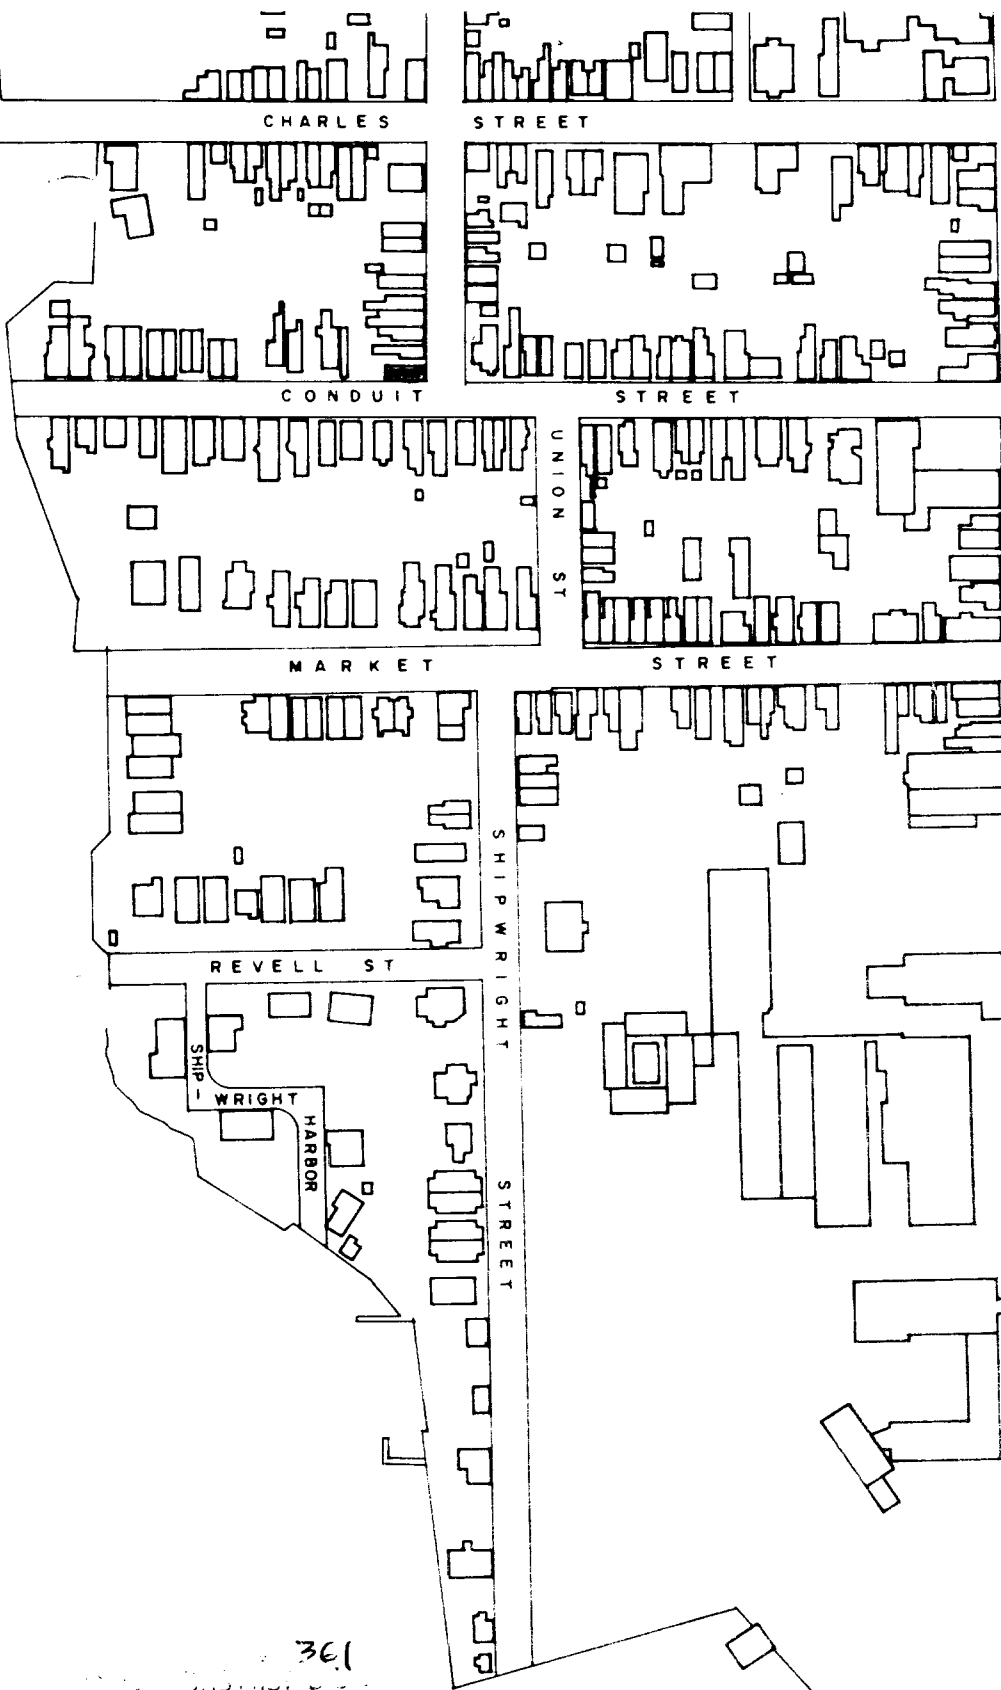 CHARLES STREET
CONDUIT STREET
UNION ST
MARKET STREET
SHIPWRIGHT STREET
REVELL ST
SHIP-
WRIGHT
HARBOR
361